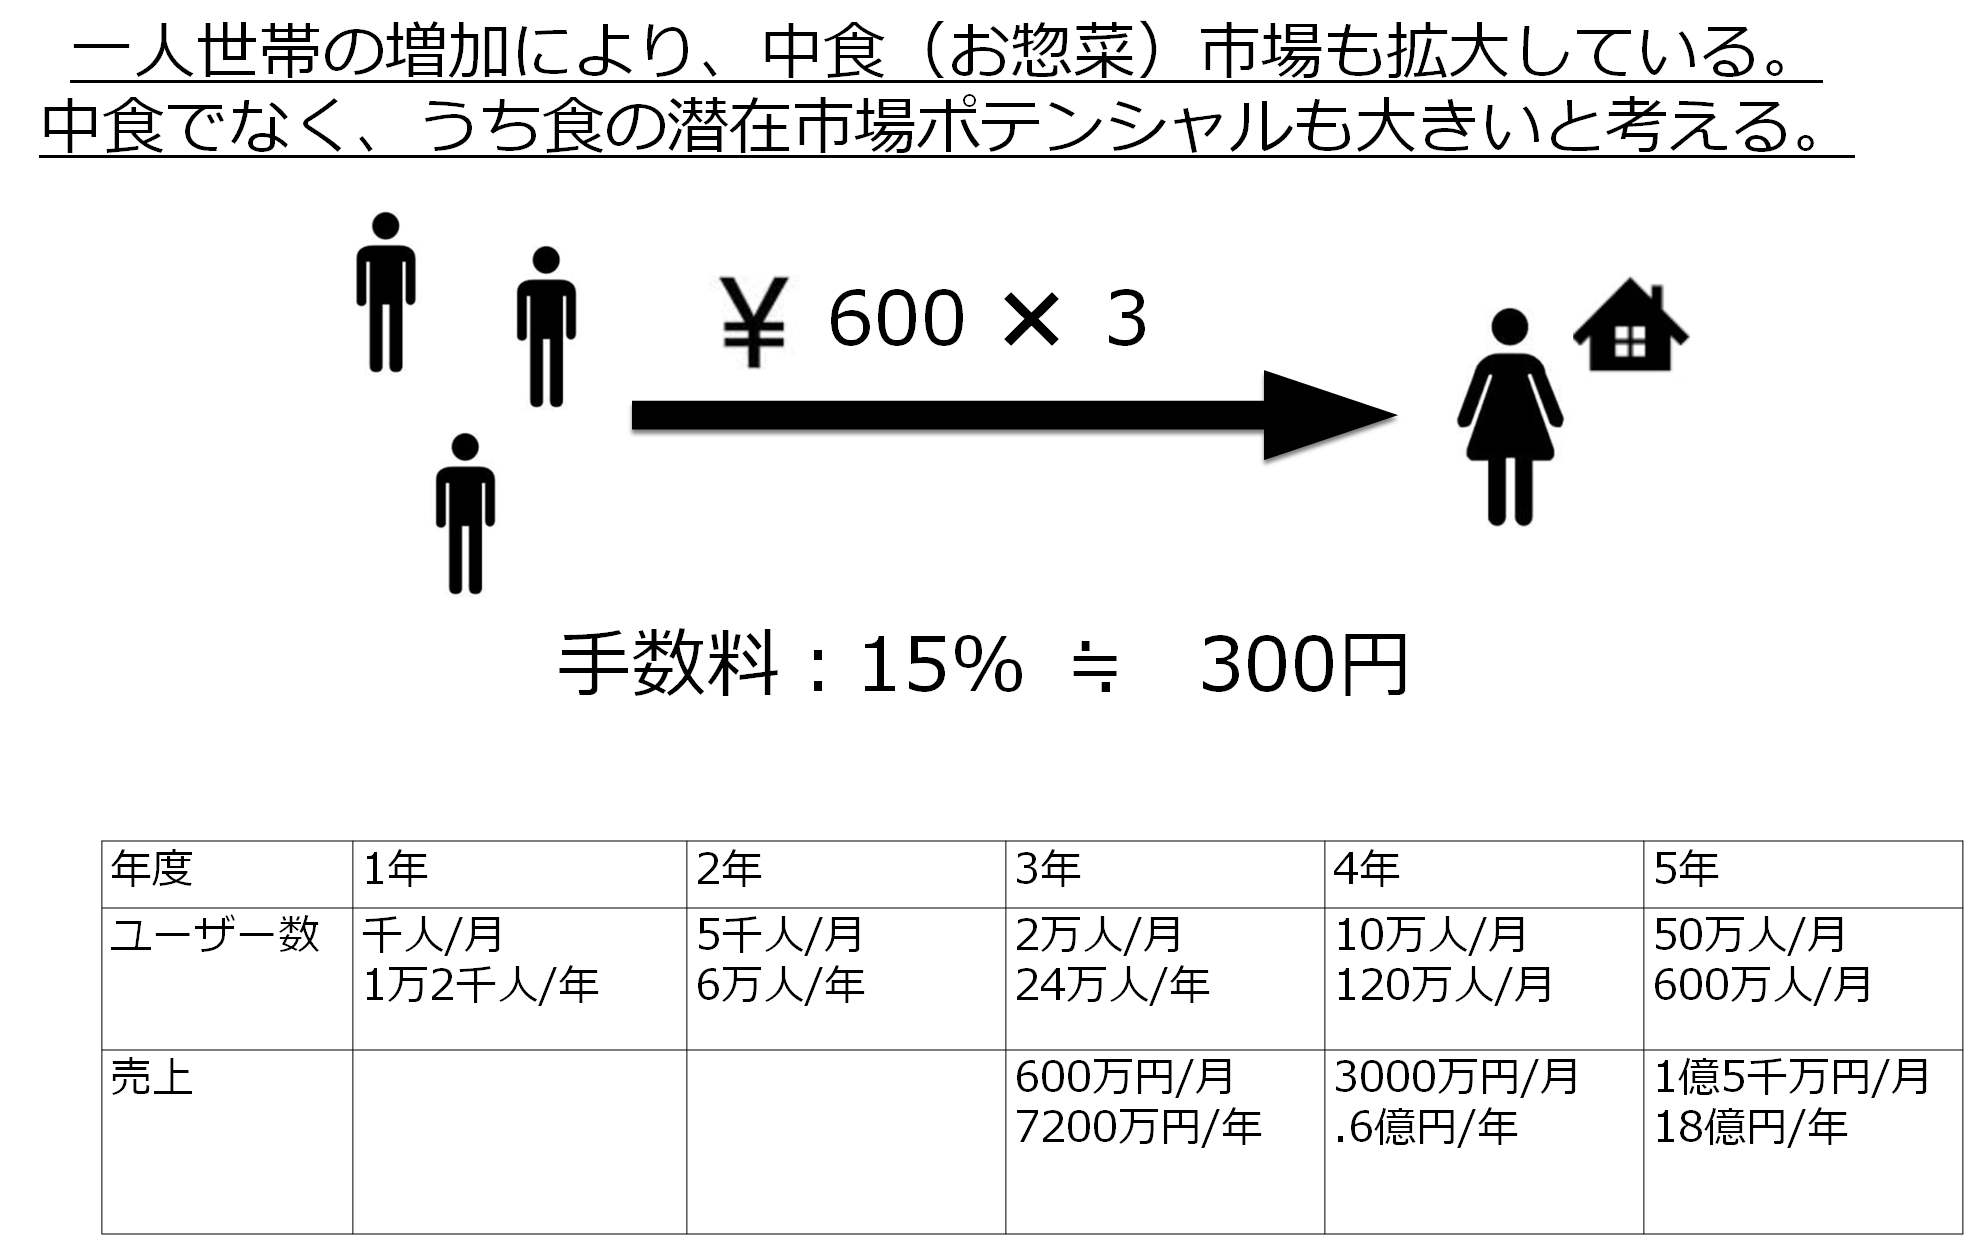 一人世帯の増加により、中食（お惣菜）市場も拡大している。
中食でなく、うち食の潜在市場ポテンシャルも大きいと考える。
¥ 600 × 3
手数料：15% ≒ 300円
年度 1年 2年 3年 4年 5年
ユーザー数 千人/月 5千人/月 2万人/月 10万人/月 50万人/月
1万2千人/年 6万人/年 24万人/年 120万人/月 600万人/月
売上 600万円/月 3000万円/月 1億5千万円/月
7200万円/年 .6億円/年 18億円/年